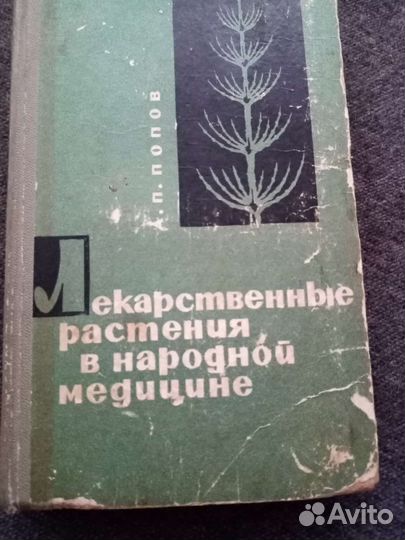 .П. ПОПОВ
Лекарственные
растения
в народной
медицине
Avito